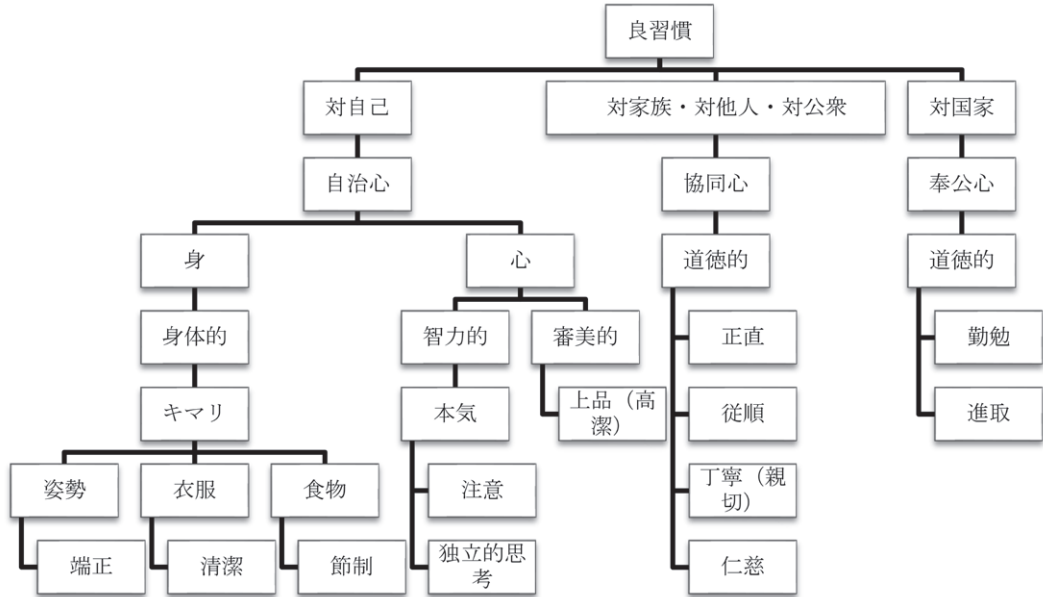 良習慣
対自己
対家族・対他人・対公衆
対国家
自治心
協同心
奉公心
身
心
道徳的
道徳的
身体的
智力的
審美的
正直
勤勉
キマリ
本気
上品（高
潔）
従順
進取
姿勢
衣服
食物
注意
丁寧（親
切）
端正
清潔
節制
独立的思
考
仁慈